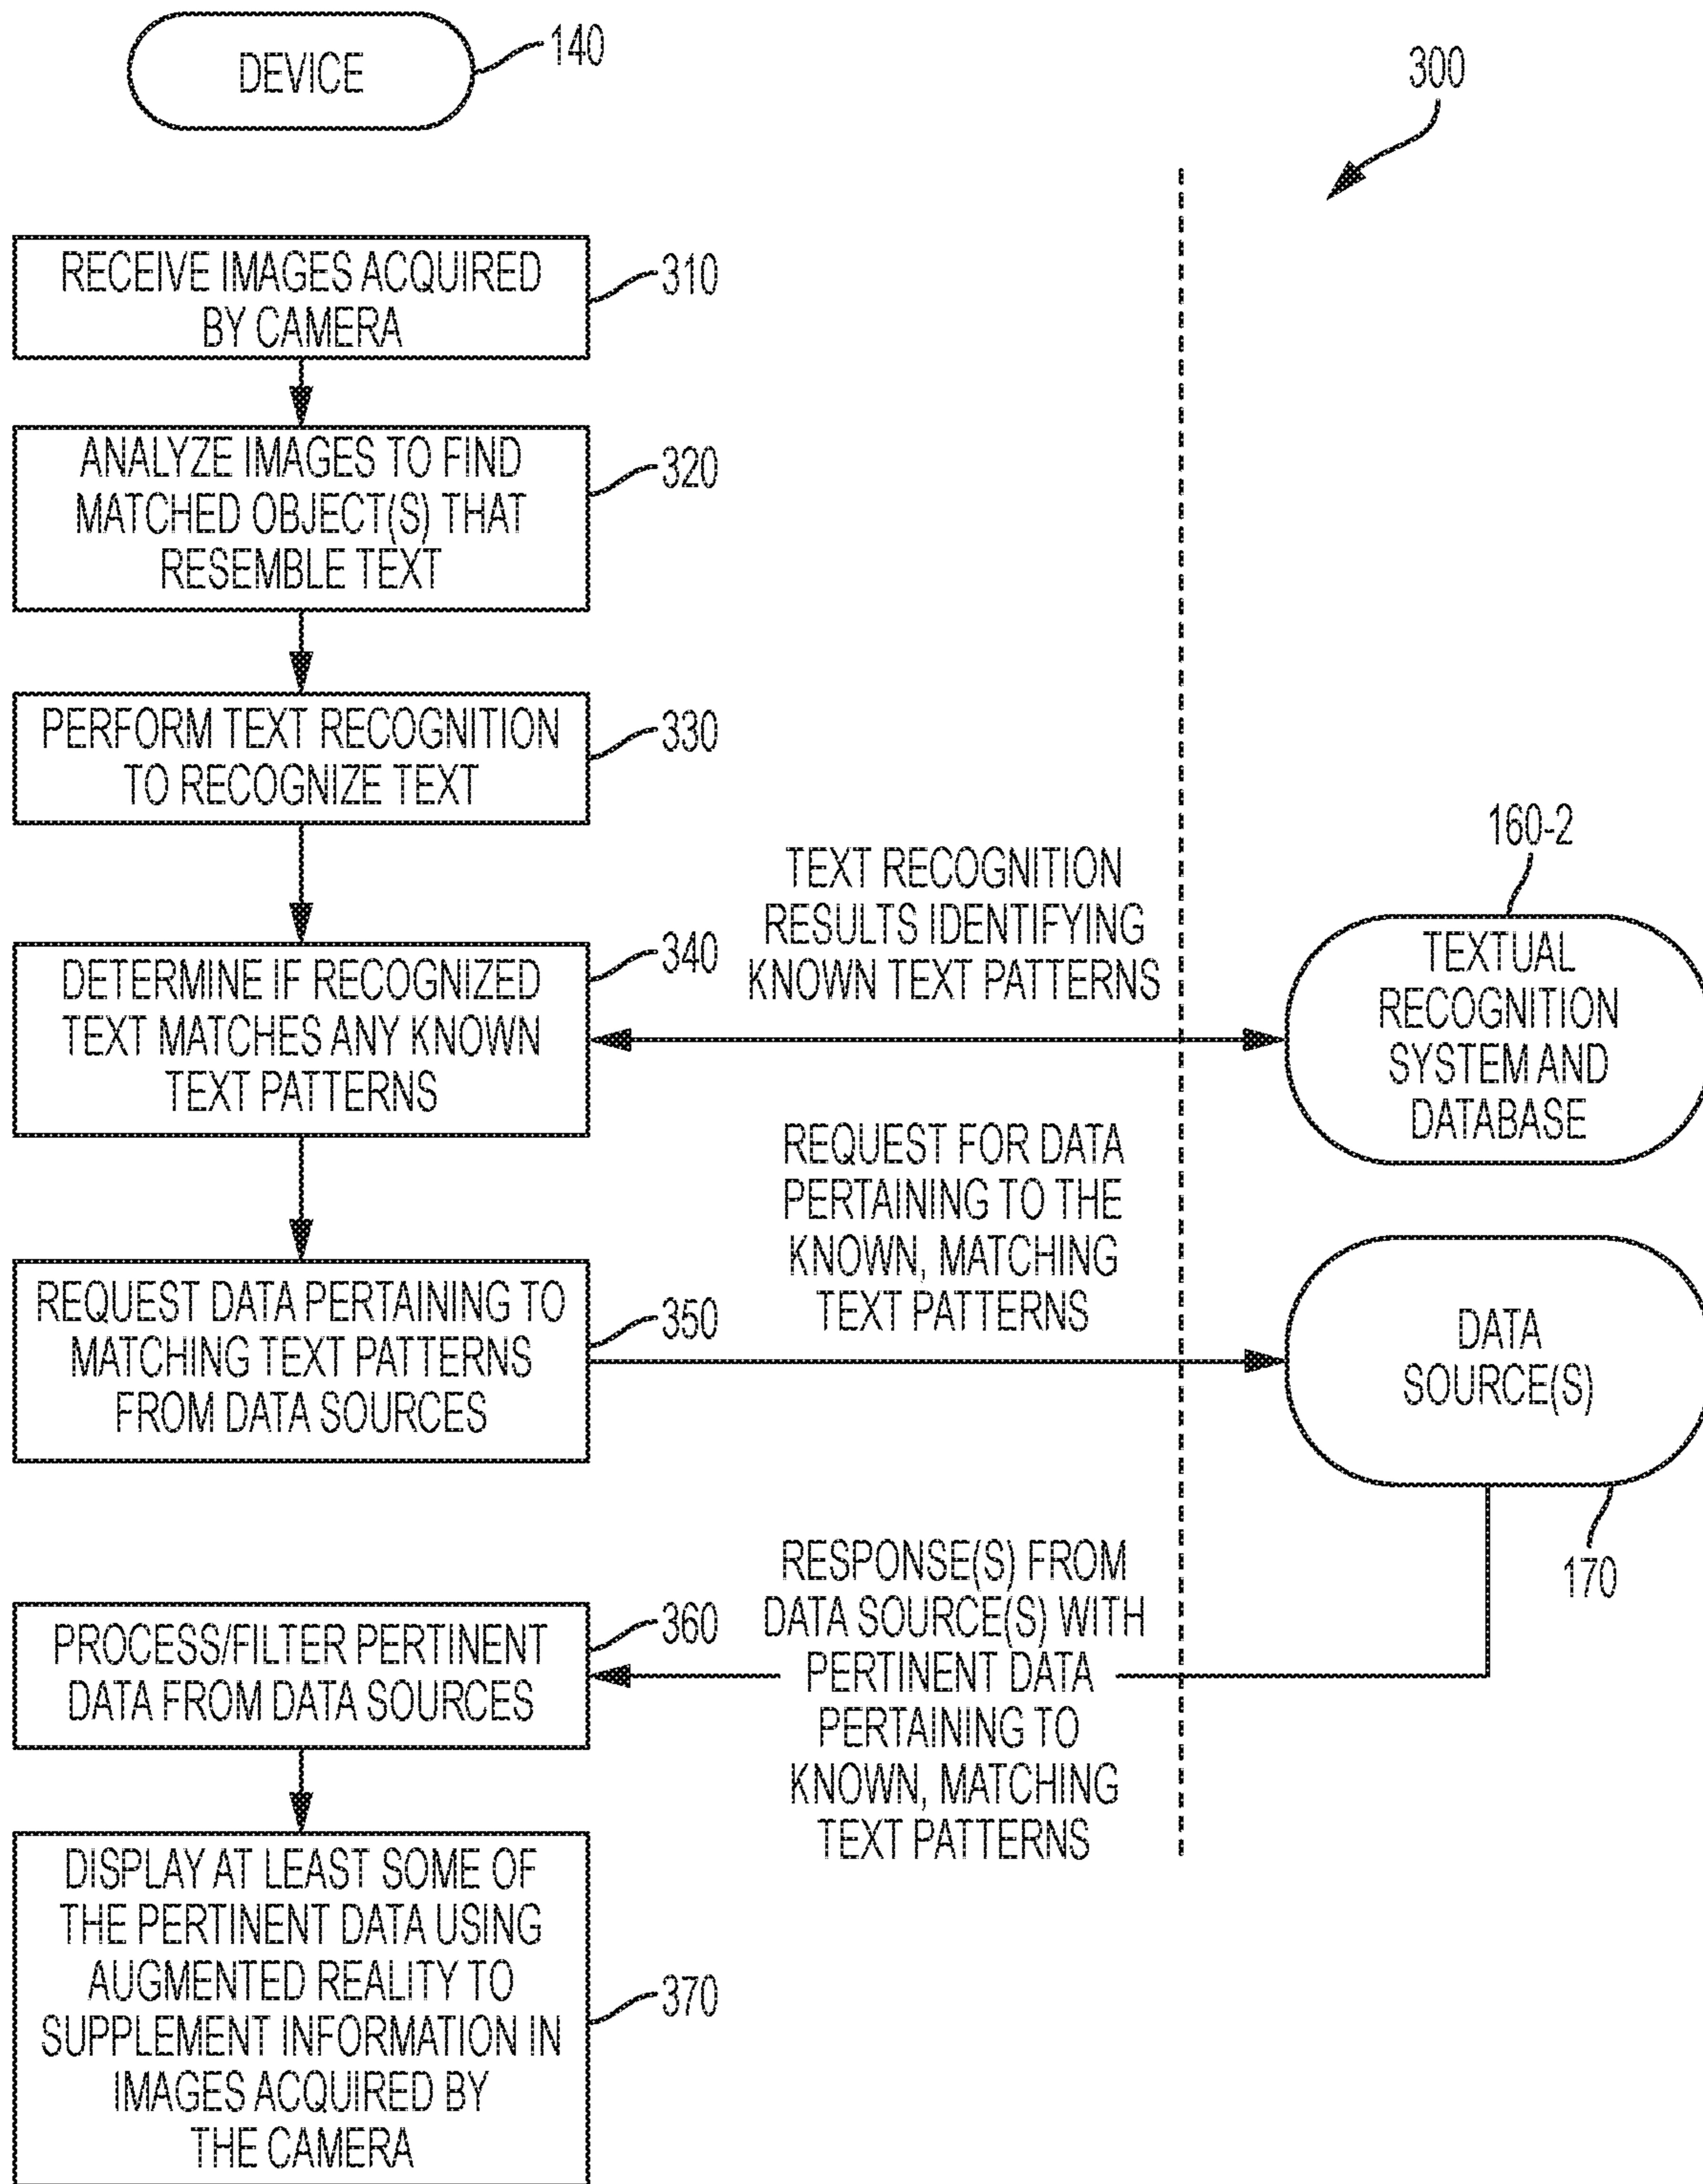 DEVICE
140
300
RECEIVE IMAGES ACQUIRED
BY CAMERA
310
ANALYZE IMAGES TO FIND
MATCHED OBJECT(S) THAT
RESEMBLE TEXT
320
PERFORM TEXT RECOGNITION
TO RECOGNIZE TEXT
330
DETERMINE IF RECOGNIZED
TEXT MATCHES ANY KNOWN
TEXT PATTERNS
340
TEXT RECOGNITION
RESULTS IDENTIFYING
KNOWN TEXT PATTERNS
160-2
TEXTUAL
RECOGNITION
SYSTEM AND
DATABASE
REQUEST DATA PERTAINING TO
MATCHING TEXT PATTERNS
FROM DATA SOURCES
350
REQUEST FOR DATA
PERTAINING TO THE
KNOWN, MATCHING
TEXT PATTERNS
DATA
SOURCE(S)
170
PROCESS/FILTER PERTINENT
DATA FROM DATA SOURCES
360
RESPONSE(S) FROM
DATA SOURCE(S) WITH
PERTINENT DATA
PERTAINING TO
KNOWN, MATCHING
TEXT PATTERNS
DISPLAY AT LEAST SOME OF
THE PERTINENT DATA USING
AUGMENTED REALITY TO
SUPPLEMENT INFORMATION IN
IMAGES ACQUIRED BY
THE CAMERA
370